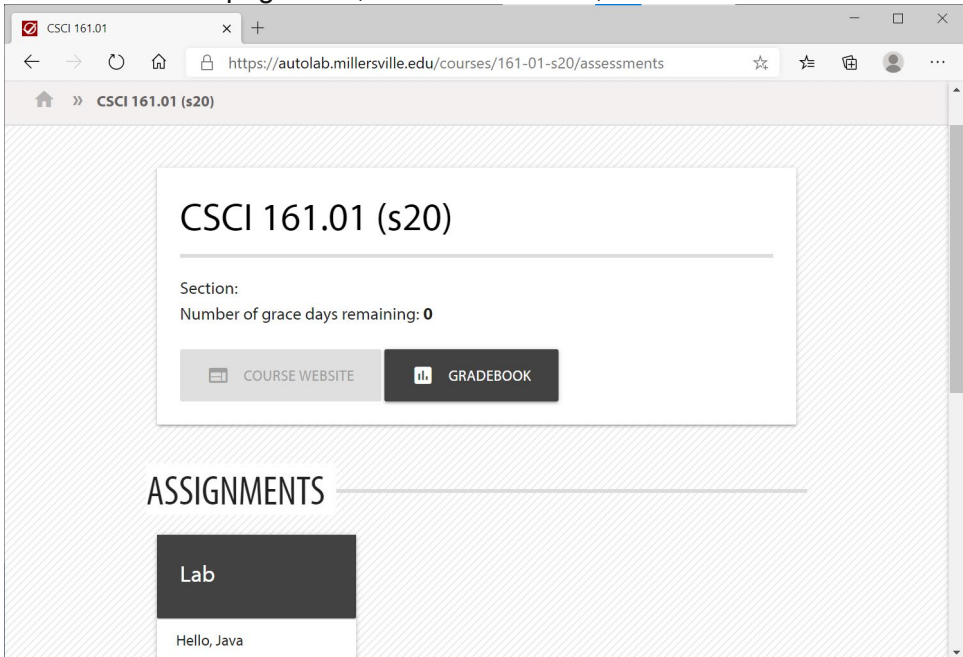 CSCI 161.01
https://autolab.millersville.edu/courses/161-01-s20/assessments
» CSCI 161.01 (s20)
CSCI 161.01 (s20)
Section:
Number of grace days remaining: 0
COURSE WEBSITE GRADEBOOK
ASSIGNMENTS
Lab
Hello, Java